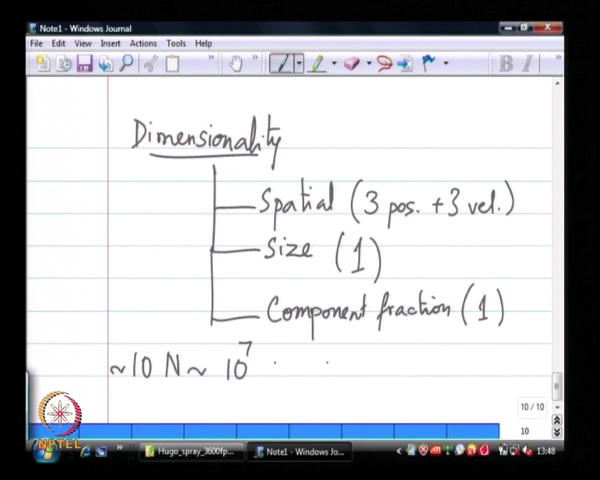 Note1 - Windows Journal
File Edit View Insert Actions Tools Help
B I
Dimensionality
Spatial (3 pos. + 3 vel.)
Size (1)
Component fraction (1)
~10 N ~ 10^7
10 / 10
10
NPTEL
Hugo_spray_3600fp...
Note1 - Windows Jo...
13:48